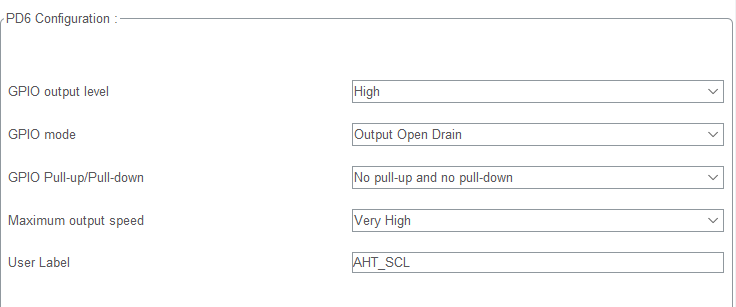 PD6 Configuration :
GPIO output level High
GPIO mode Output Open Drain
GPIO Pull-up/Pull-down No pull-up and no pull-down
Maximum output speed Very High
User Label AHT_SCL